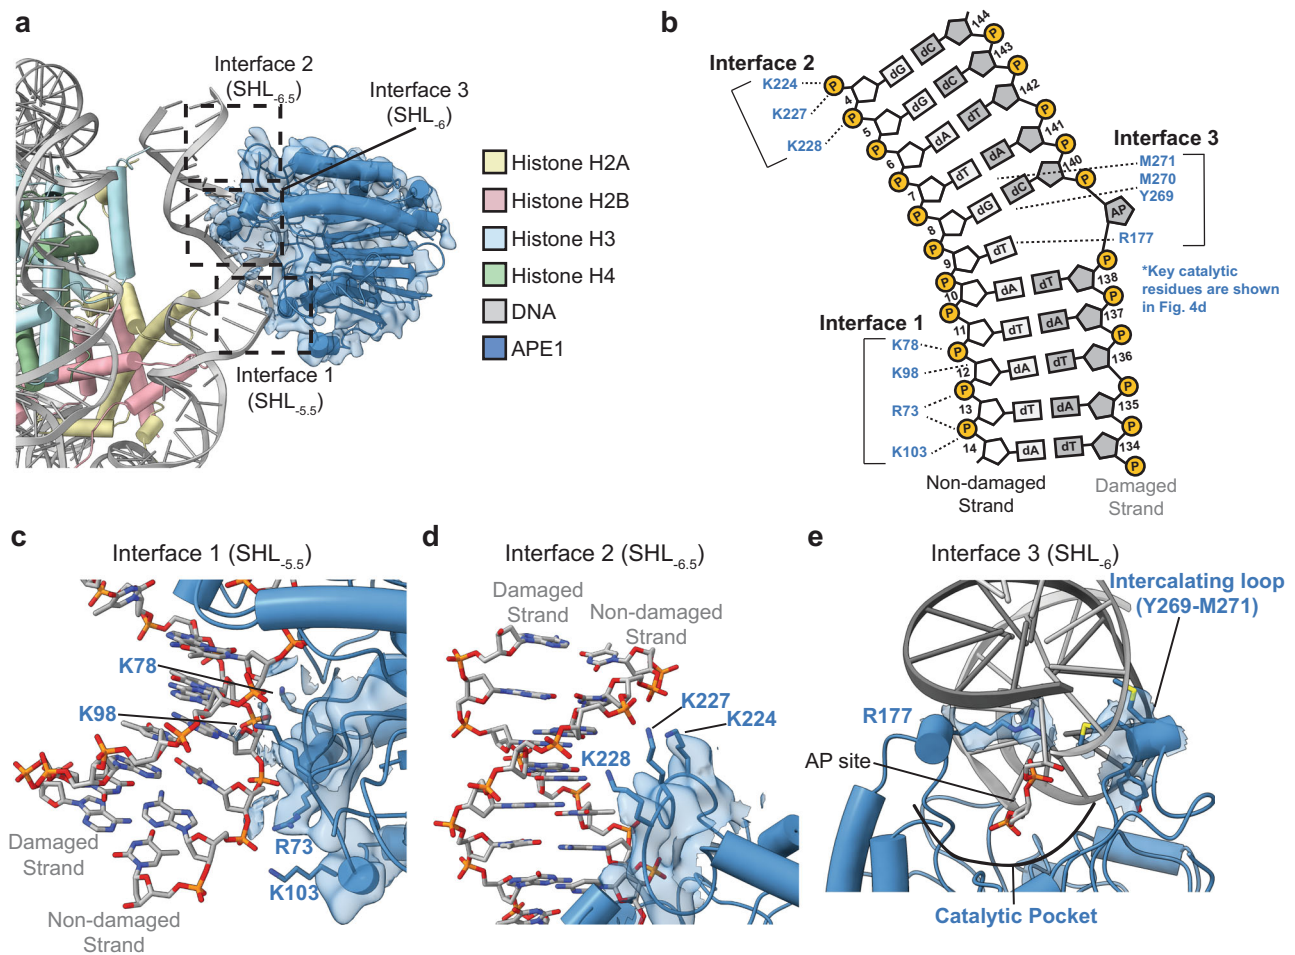 a
Interface 2
(SHL-6.5)
Interface 3
(SHL-6)
Interface 1
(SHL-5.5)
Histone H2A
Histone H2B
Histone H3
Histone H4
DNA
APE1
b
Interface 2
K224
K227
K228
Interface 3
M271
M270
Y269
R177
*Key catalytic
residues are shown
in Fig. 4d
Interface 1
K78
K98
R73
K103
P 4 dG dC 144 P
P 5 dG dC 143 P
P 6 dA dT 142 P
P 7 dT dA 141 P
P 8 dG dC 140 P
P 9 dT AP P
P 10 dA dT 138 P
P 11 dT dA 137 P
P 12 dA dT 136 P
P 13 dT dA 135 P
P 14 dA dT 134 P
Non-damaged
Strand
Damaged
Strand
c
Interface 1 (SHL-5.5)
K78
K98
R73
K103
Damaged
Strand
Non-damaged
Strand
d
Interface 2 (SHL-6.5)
Damaged
Strand
Non-damaged
Strand
K227
K224
K228
e
Interface 3 (SHL-6)
Intercalating loop
(Y269-M271)
R177
AP site
Catalytic Pocket